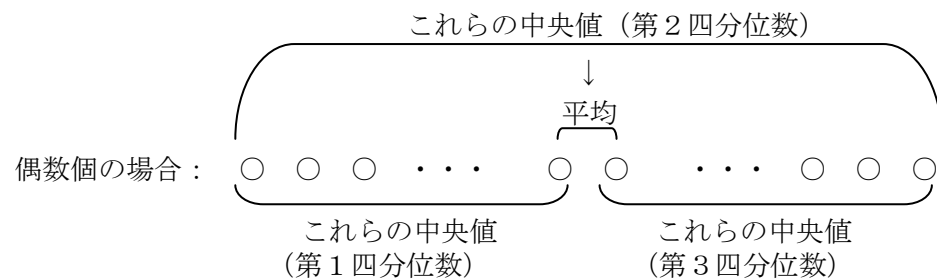 これらの中央値（第２四分位数）
↓
平均
偶数個の場合： ○ ○ ○ ・・・ ○ ○ ・・・ ○ ○ ○
これらの中央値 これらの中央値
（第１四分位数） （第３四分位数）